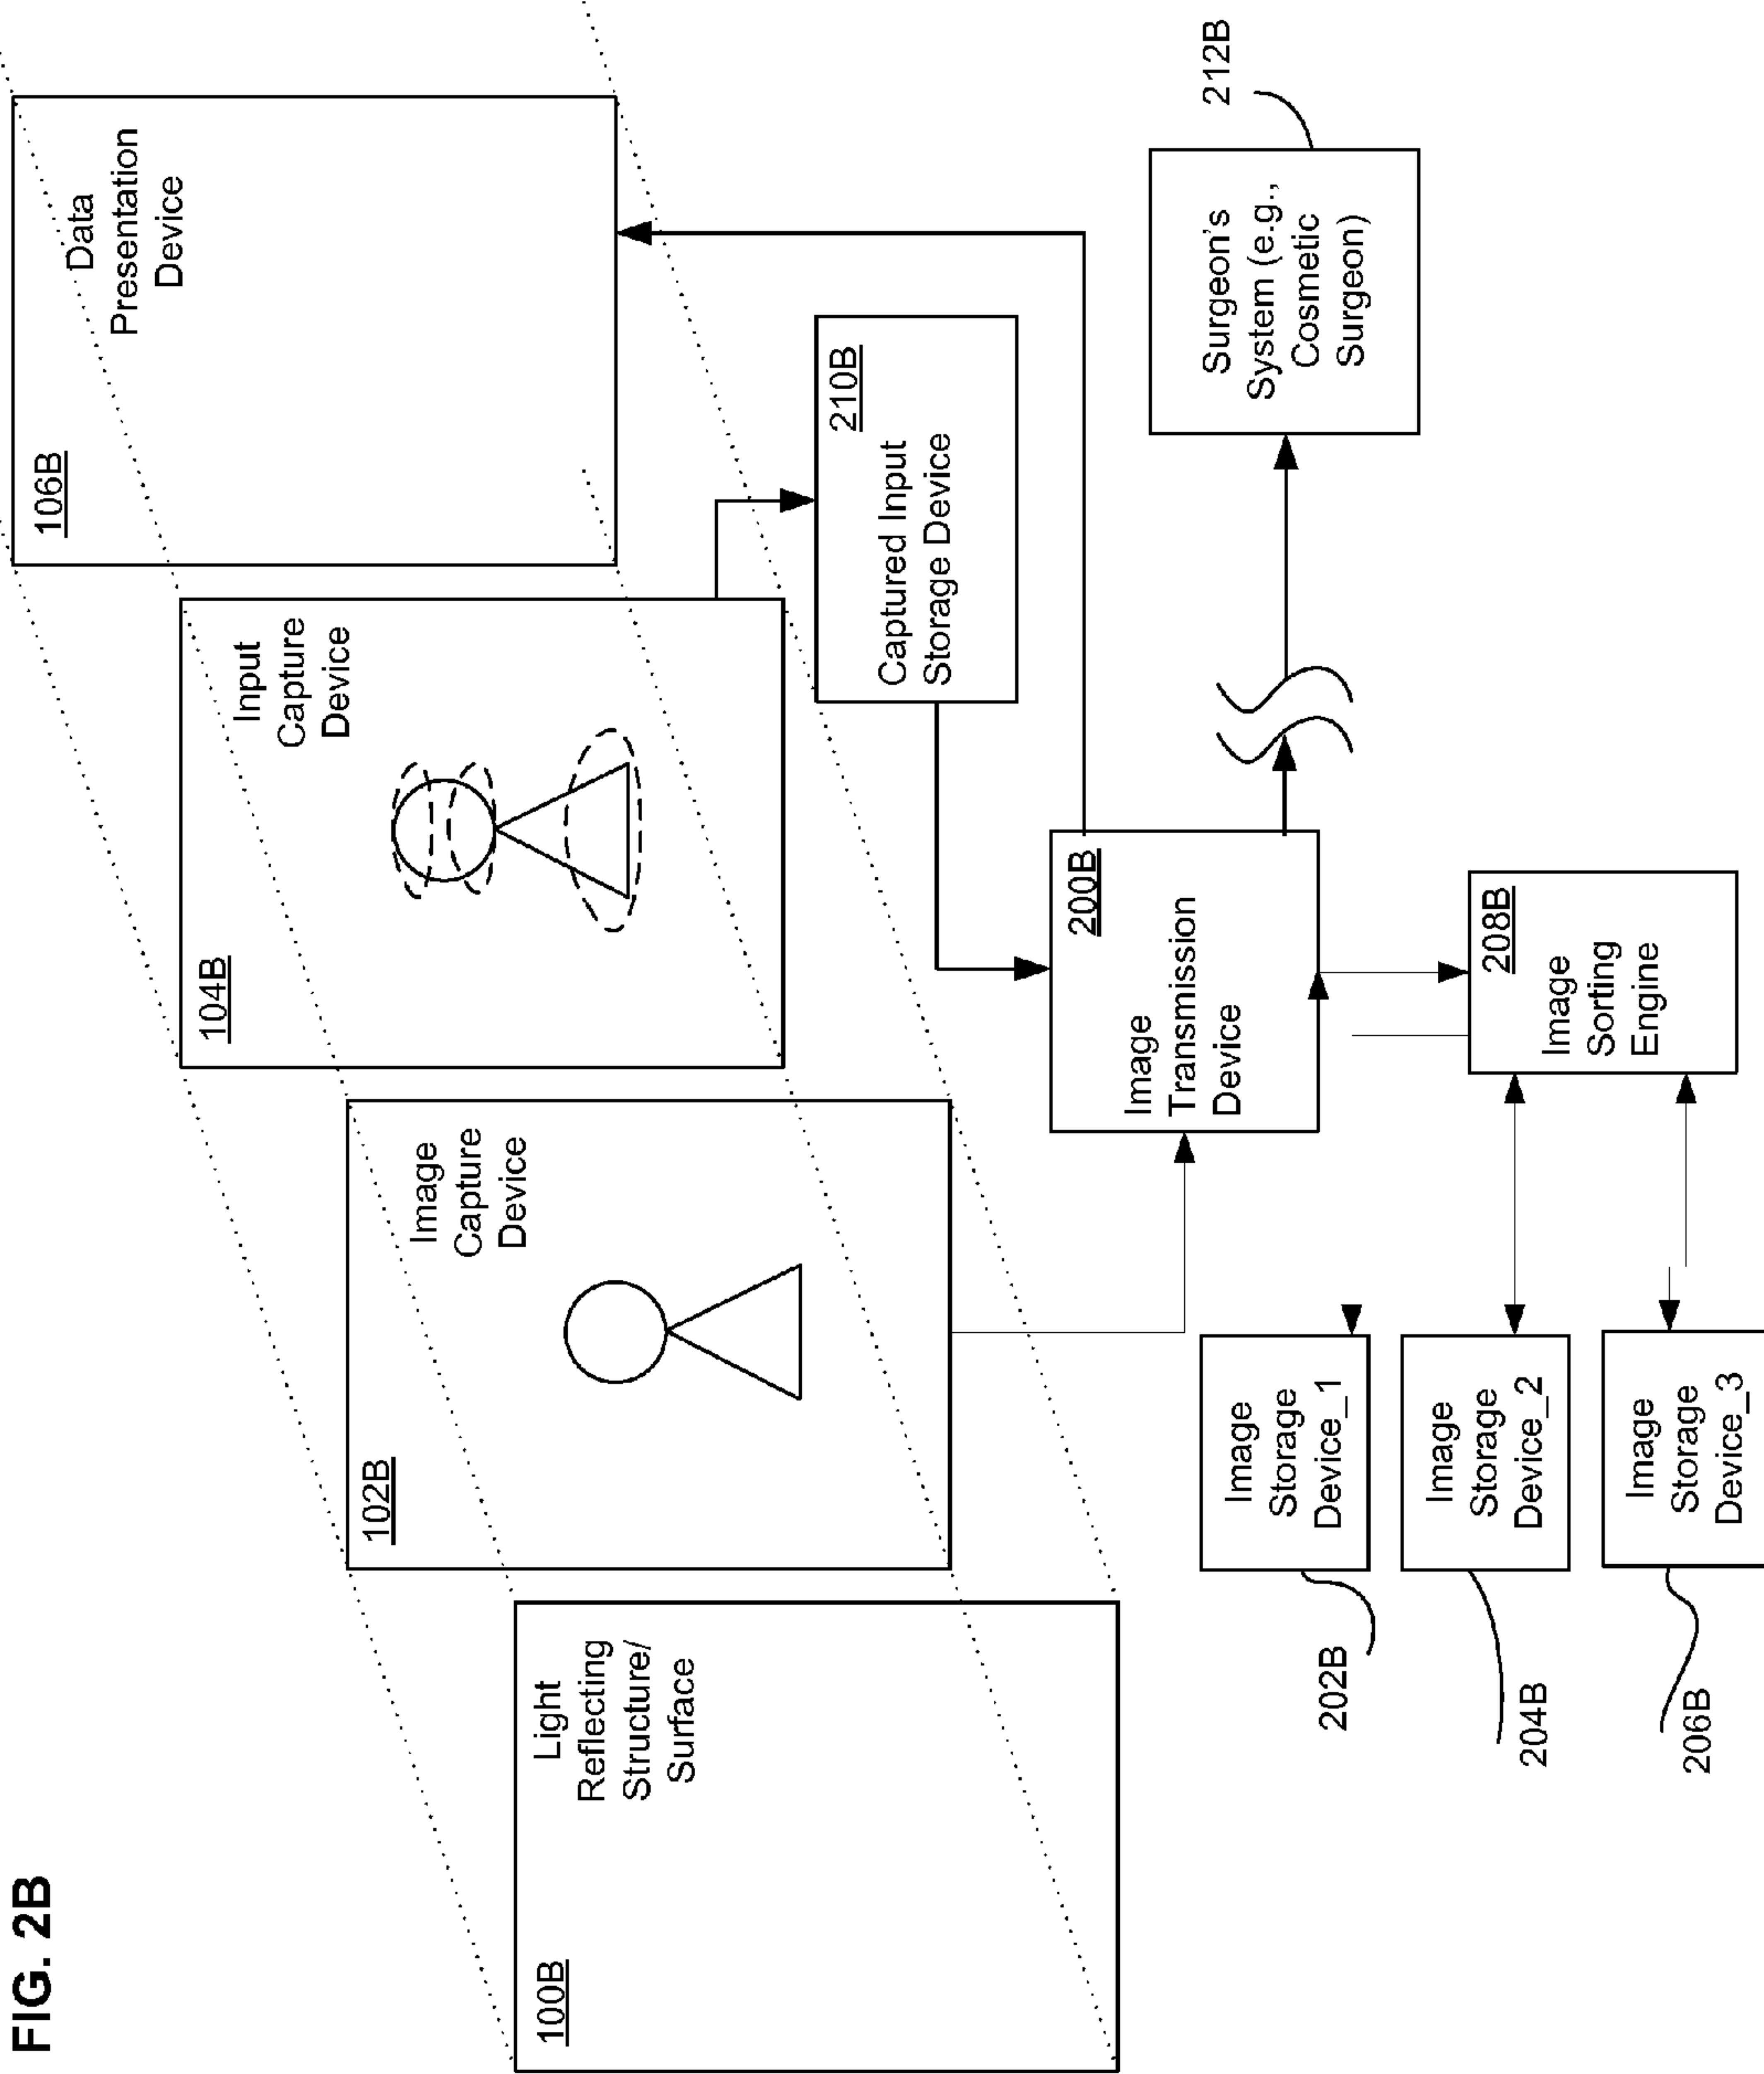 FIG. 2B
100B
Light
Reflecting
Structure/
Surface
102B
Image
Capture
Device
104B
Input
Capture
Device
106B
Data
Presentation
Device
210B
Captured Input
Storage Device
200B
Image
Transmission
Device
212B
Surgeon's
System (e.g.,
Cosmetic
Surgeon)
208B
Image
Sorting
Engine
Image
Storage
Device_1
202B
Image
Storage
Device_2
204B
Image
Storage
Device_3
206B